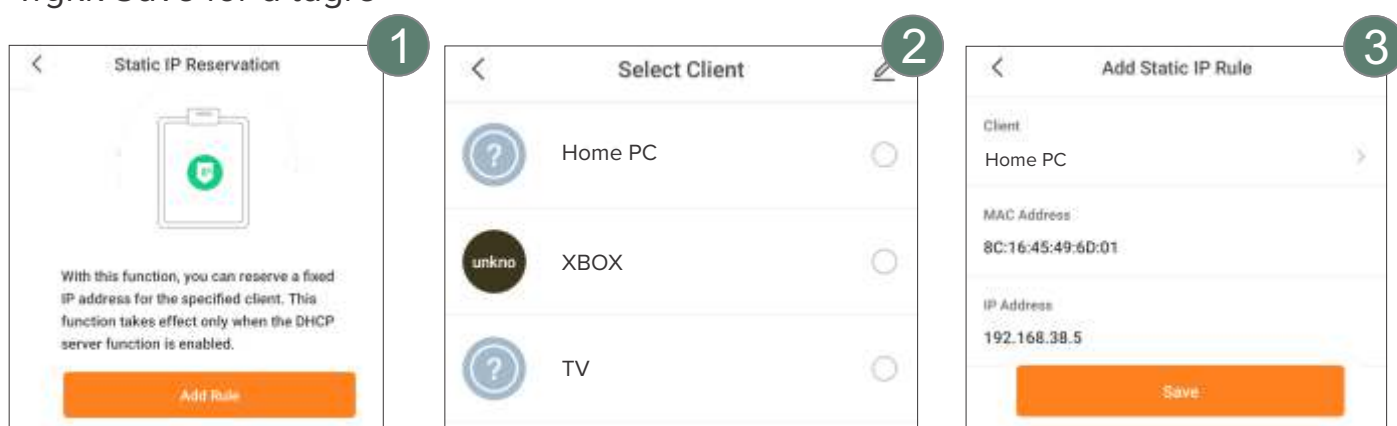 Save for
1
Static IP Reservation
With this function, you can reserve a fixed
IP address for the specified client. This
function takes effect only when the DHCP
server function is enabled.
Add Rule
2
Select Client
Home PC
unkno
XBOX
TV
3
Add Static IP Rule
Client
Home PC
MAC Address
8C:16:45:49:6D:01
IP Address
192.168.38.5
Save